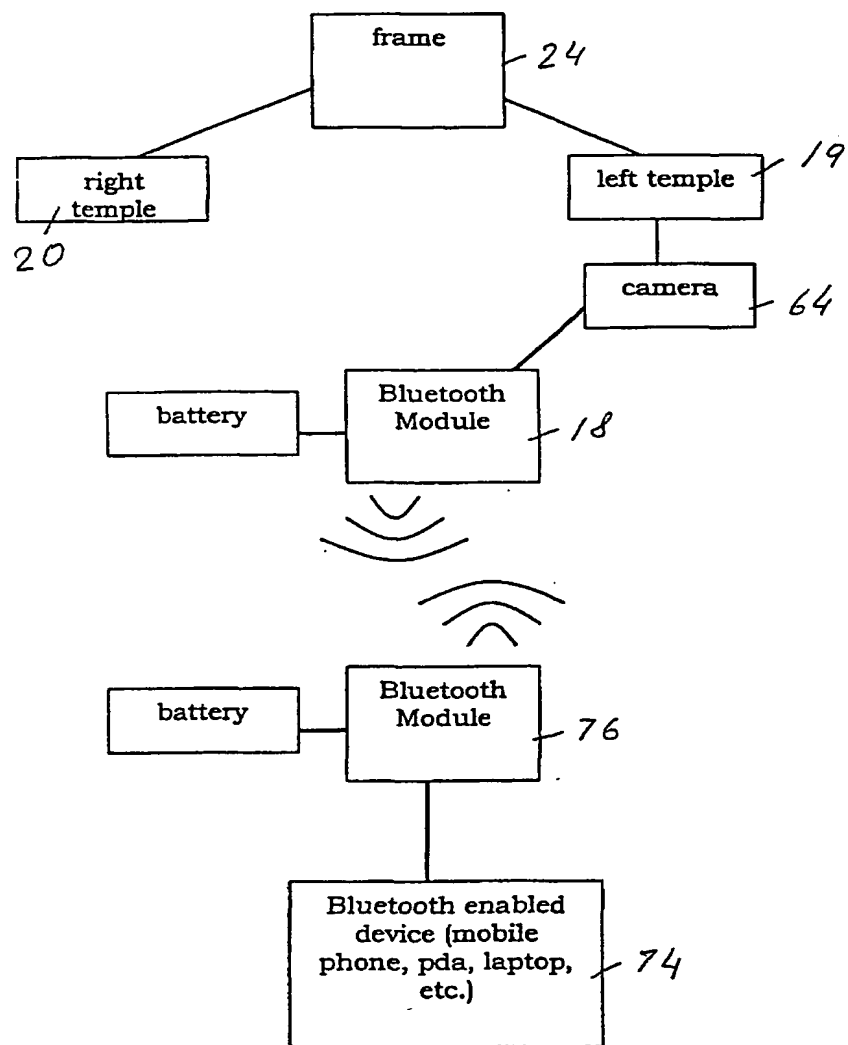 frame
24
right
temple
20
left temple
19
camera
64
battery
Bluetooth
Module
18
battery
Bluetooth
Module
76
Bluetooth enabled
device (mobile
phone, pda, laptop,
etc.)
74